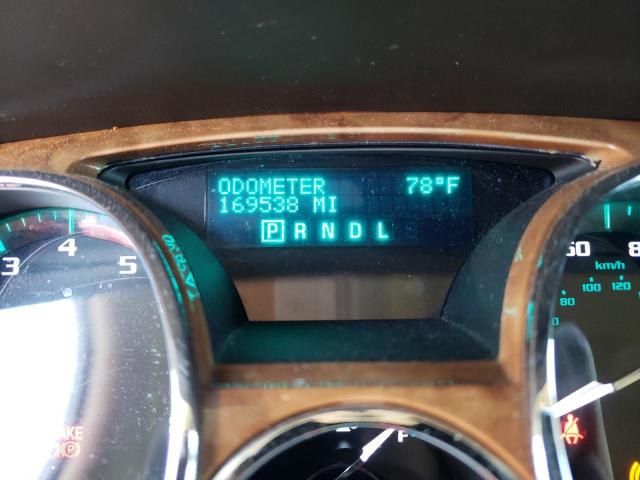 ODOMETER 78°F
169538 MI
P R N D L
3 4 5
60 8
km/h
80 100 120
F